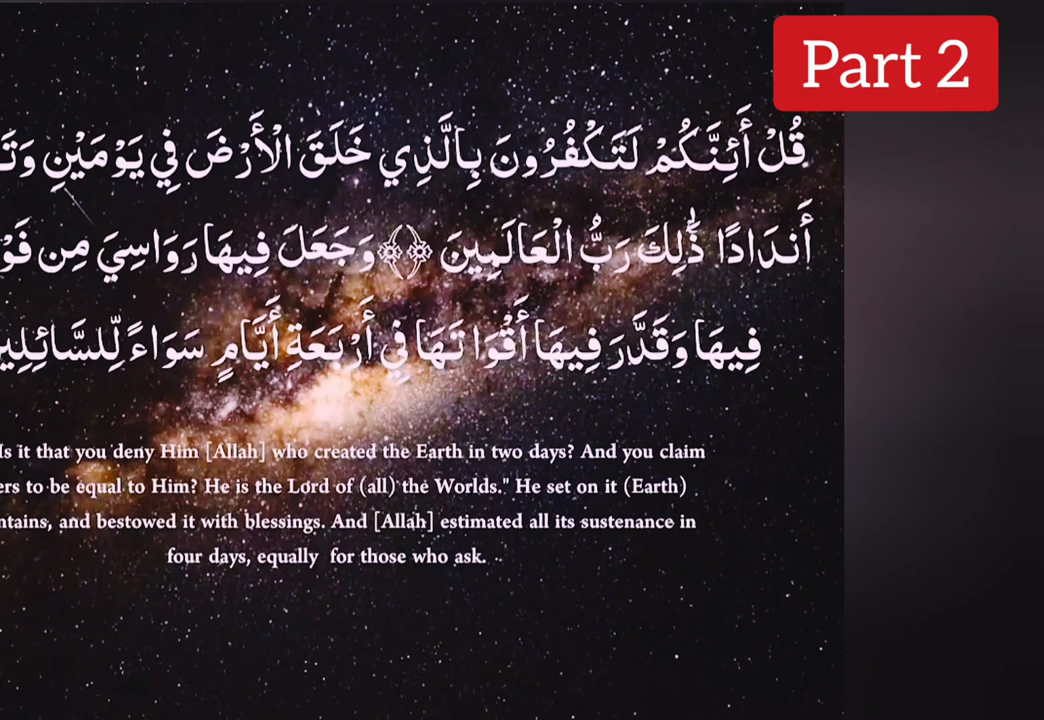 Part 2
قُلْ أَئِنَّكُمْ لَتَكْفُرُونَ بِالَّذِي خَلَقَ الْأَرْضَ فِي يَوْمَيْنِ
أَندَادًا ذَٰلِكَ رَبُّ الْعَالَمِينَ ﴿﴾ وَجَعَلَ فِيهَا رَوَاسِيَ مِن
فِيهَا وَقَدَّرَ فِيهَا أَقْوَاتَهَا فِي أَرْبَعَةِ أَيَّامٍ سَوَاءً
Is it that you deny Him [Allah] who created the Earth in two days? And you claim
to be equal to Him? He is the Lord of (all) the Worlds." He set on it (Earth)
and bestowed it with blessings. And [Allah] estimated all its sustenance in
four days, equally for those who ask.